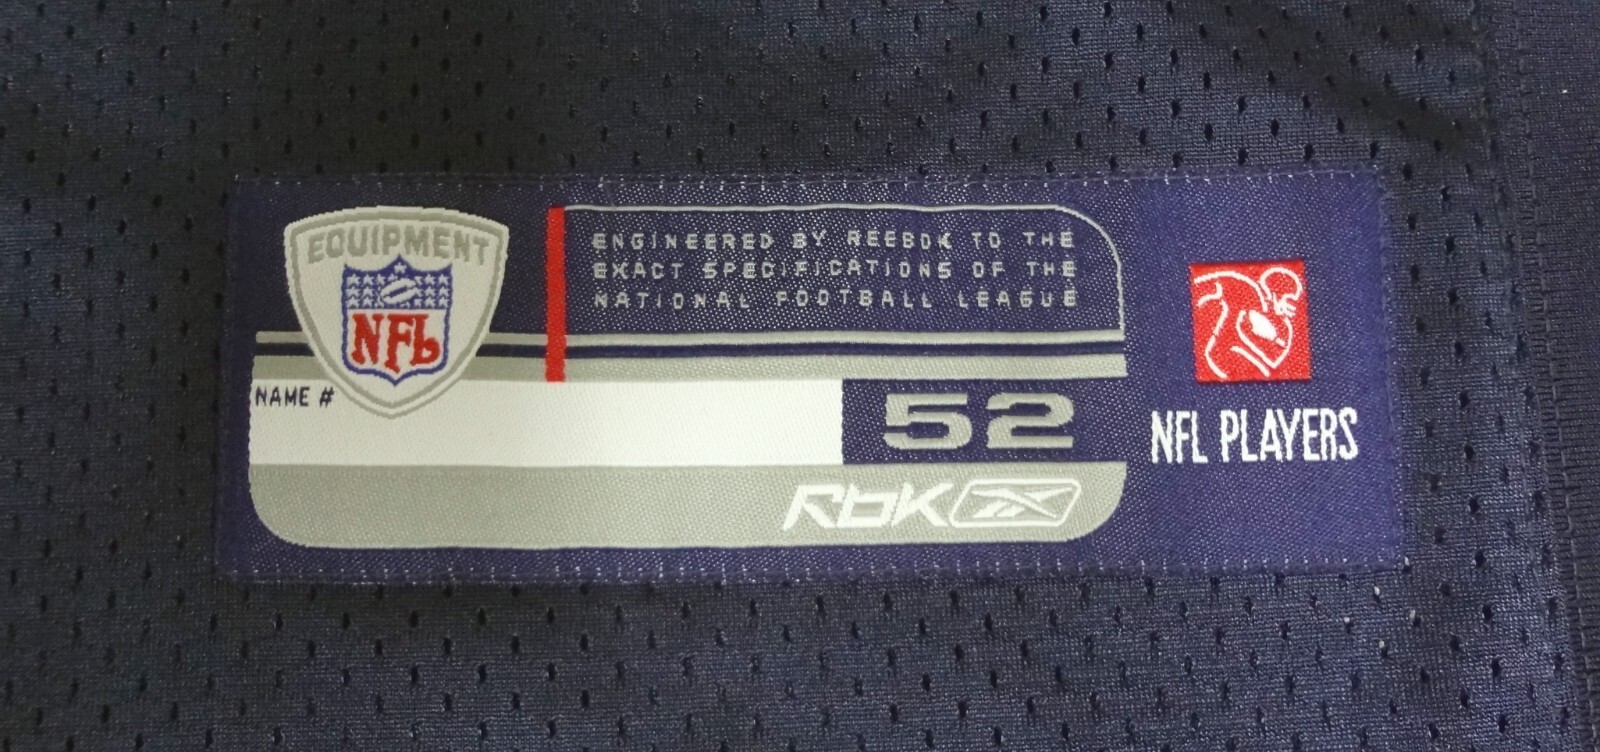 EQUIPMENT
NFL
ENGINEERED BY REEBOK TO THE
EXACT SPECIFICATIONS OF THE
NATIONAL FOOTBALL LEAGUE
NAME #
52
RbK
NFL PLAYERS